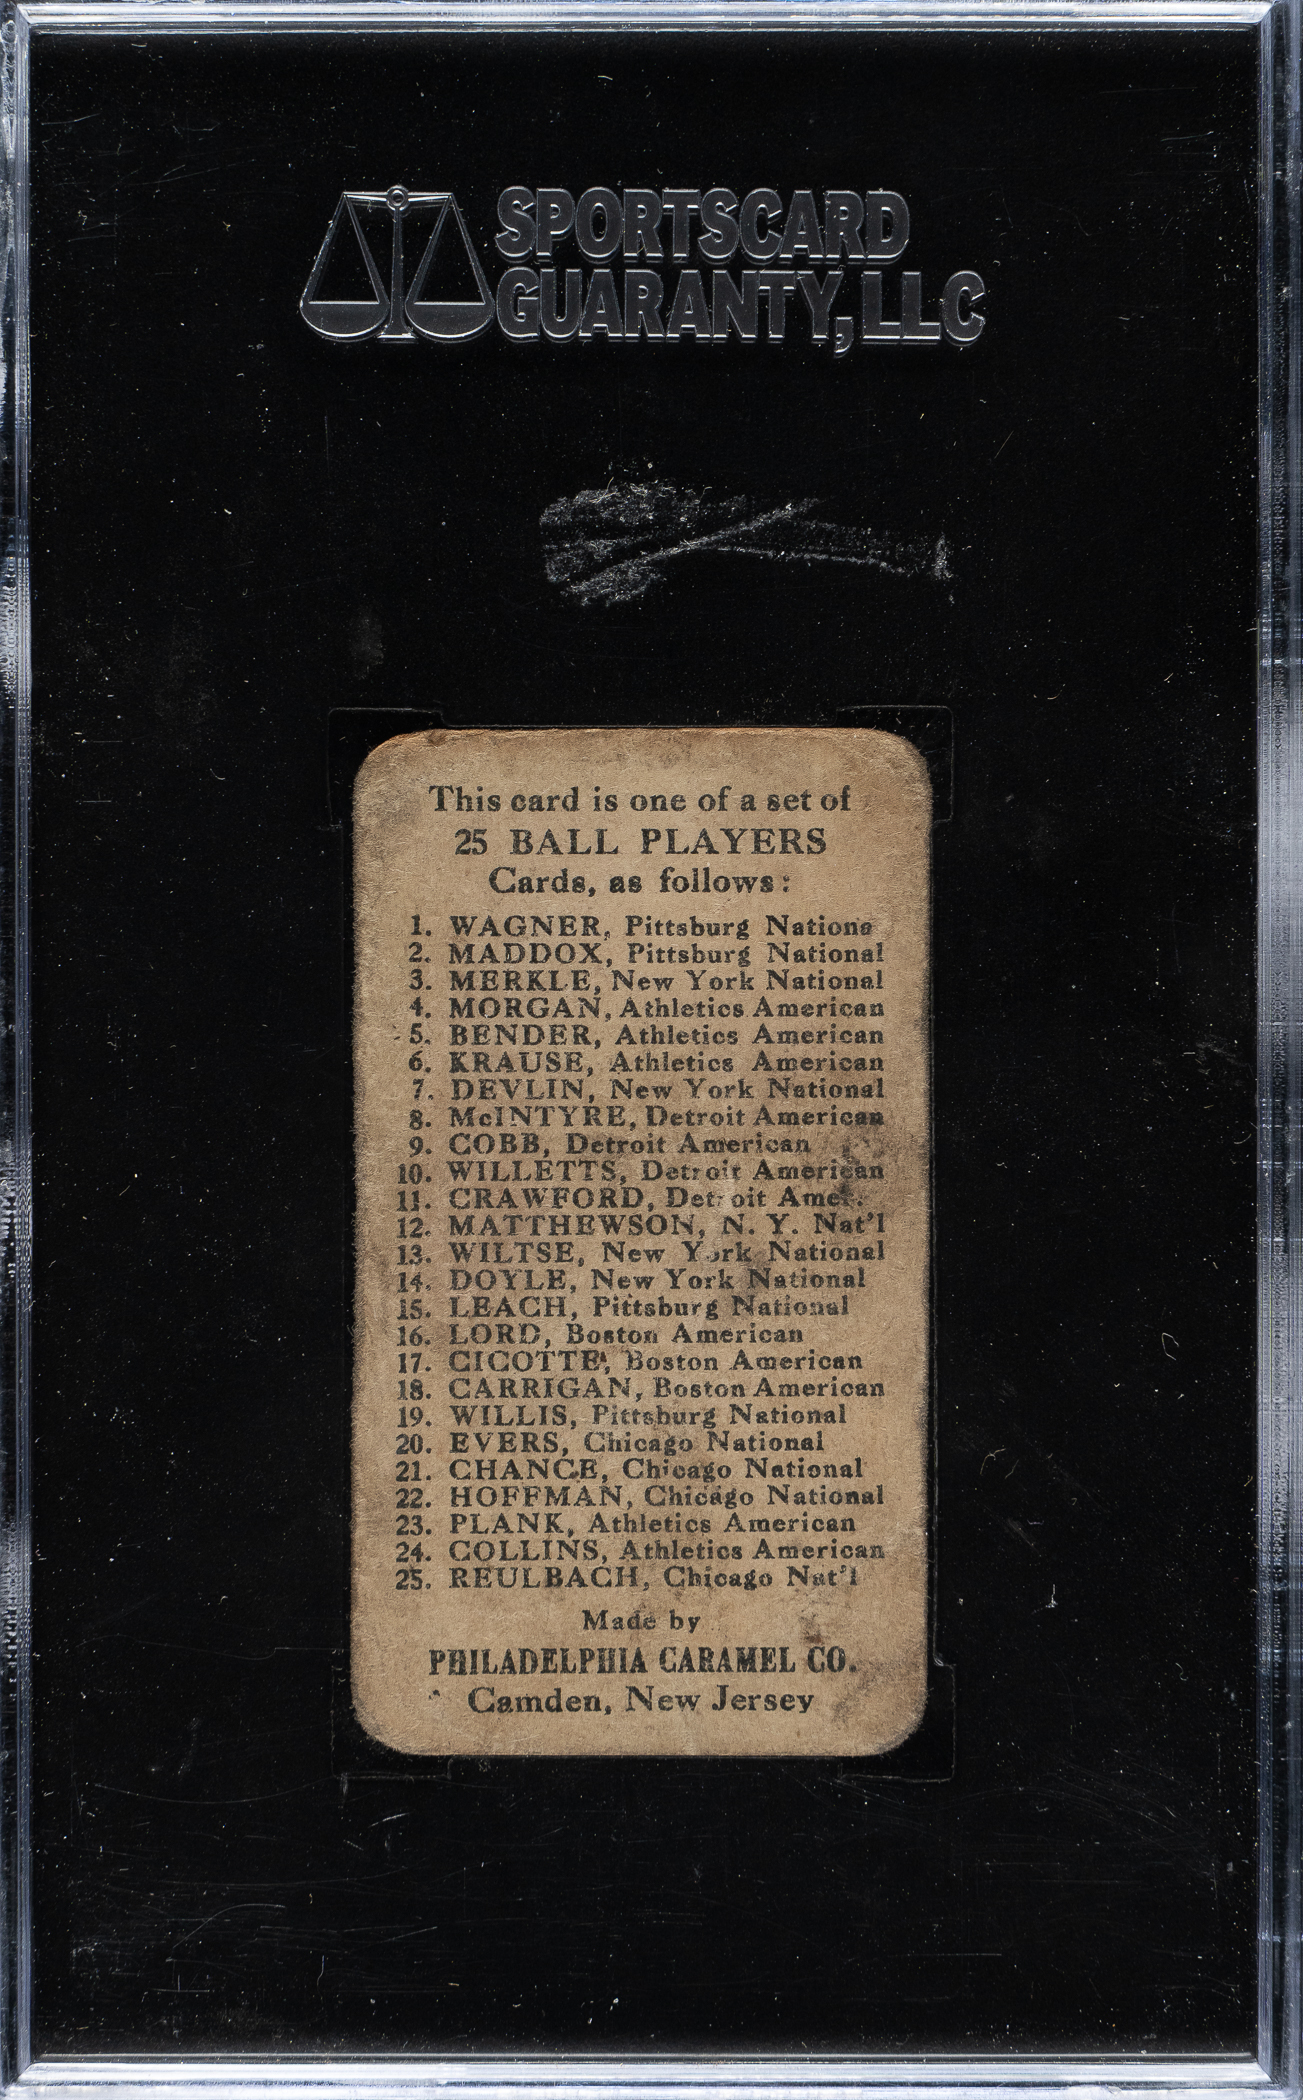 SPORTSCARD
GUARANTY, LLC
This card is one of a set of
25 BALL PLAYERS
Cards, as follows:
1. WAGNER, Pittsburg Nationa
2. MADDOX, Pittsburg National
3. MERKLE, New York National
4. MORGAN, Athletics American
5. BENDER, Athletics American
6. KRAUSE, Athletics American
7. DEVLIN, New York National
8. McINTYRE, Detroit American
9. COBB, Detroit American
10. WILLETTS, Detroit American
11. CRAWFORD, Detroit Amer.
12. MATTHEWSON, N. Y. Nat'l
13. WILTSE, New York National
14. DOYLE, New York National
15. LEACH, Pittsburg National
16. LORD, Boston American
17. CICOTTE, Boston American
18. CARRIGAN, Boston American
19. WILLIS, Pittsburg National
20. EVERS, Chicago National
21. CHANCE, Chicago National
22. HOFFMAN, Chicago National
23. PLANK, Athletics American
24. COLLINS, Athletics American
25. REULBACH, Chicago Nat'l
Made by
PHILADELPHIA CARAMEL CO.
Camden, New Jersey